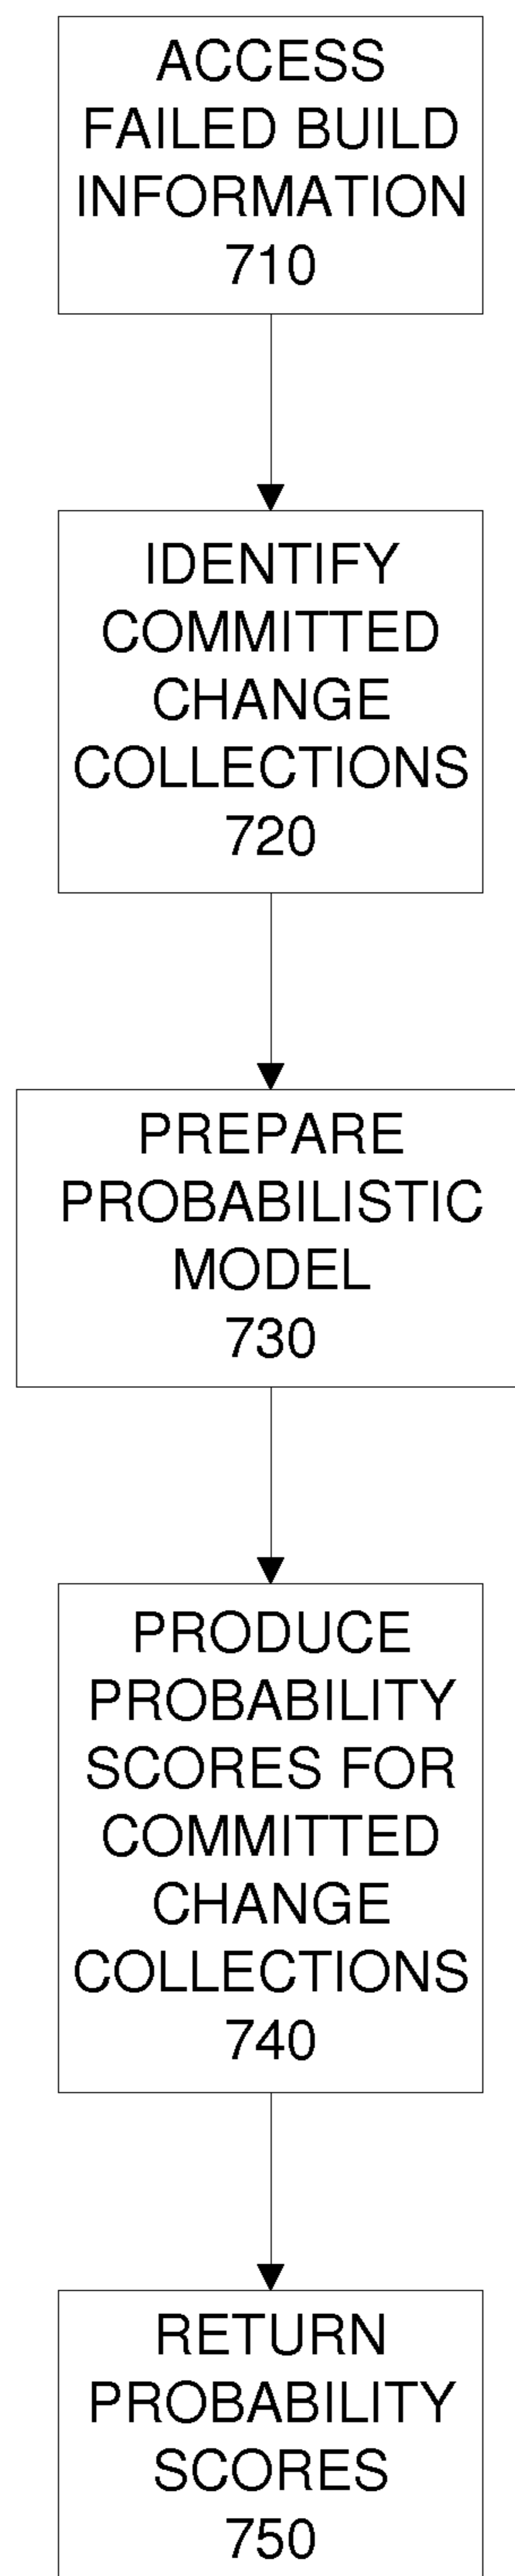 ACCESS
FAILED BUILD
INFORMATION
710
IDENTIFY
COMMITTED
CHANGE
COLLECTIONS
720
PREPARE
PROBABILISTIC
MODEL
730
PRODUCE
PROBABILITY
SCORES FOR
COMMITTED
CHANGE
COLLECTIONS
740
RETURN
PROBABILITY
SCORES
750